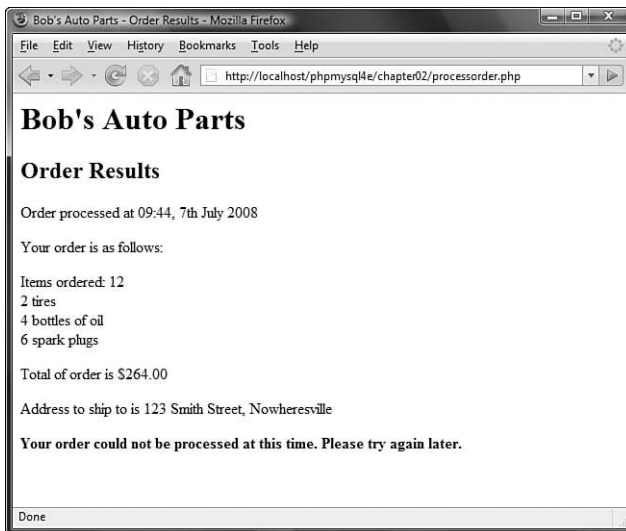 Bob's Auto Parts - Order Results - Mozilla Firefox
File Edit View History Bookmarks Tools Help
http://localhost/phpmysql4e/chapter02/processorder.php
Bob's Auto Parts
Order Results
Order processed at 09:44, 7th July 2008
Your order is as follows:
Items ordered: 12
2 tires
4 bottles of oil
6 spark plugs
Total of order is $264.00
Address to ship to is 123 Smith Street, Nowheresville
Your order could not be processed at this time. Please try again later.
Done